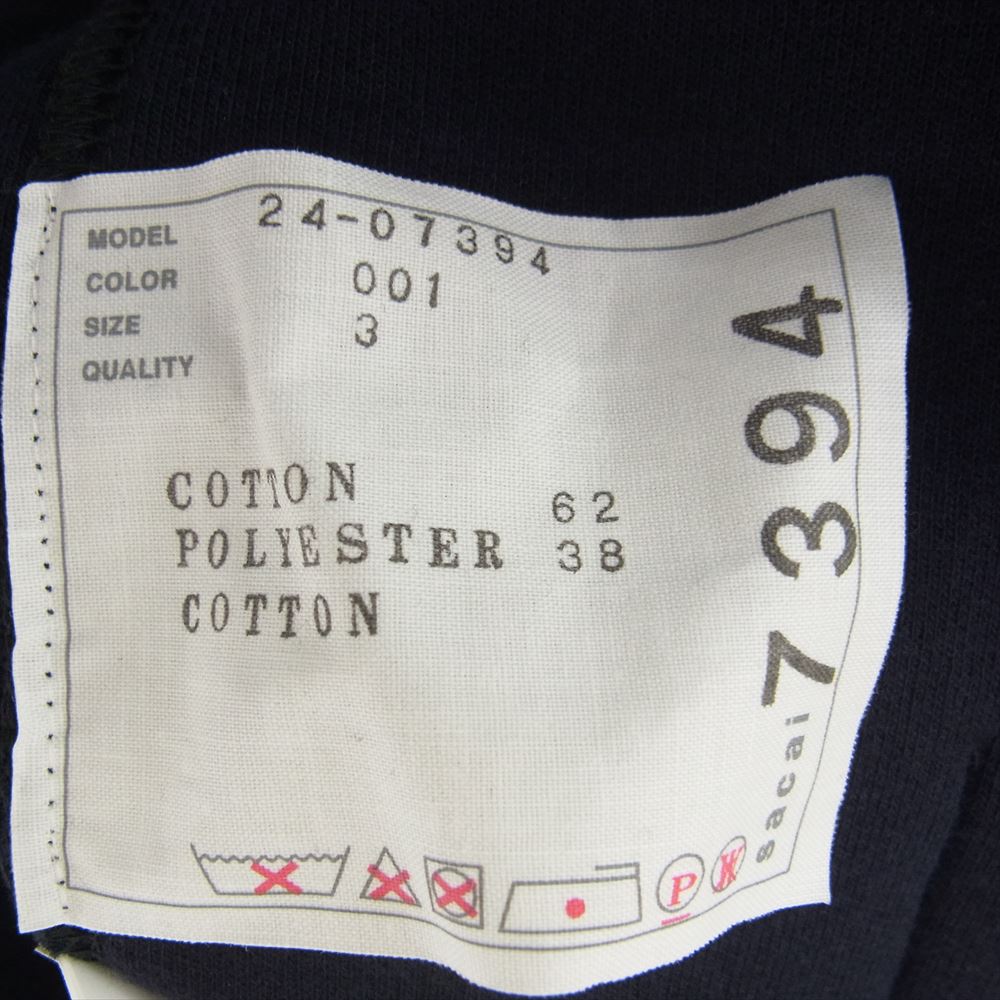 MODEL 24-07394
COLOR 001
SIZE 3
QUALITY
COTTON 62
POLYESTER 38
COTTON
sacai 7394
P
W